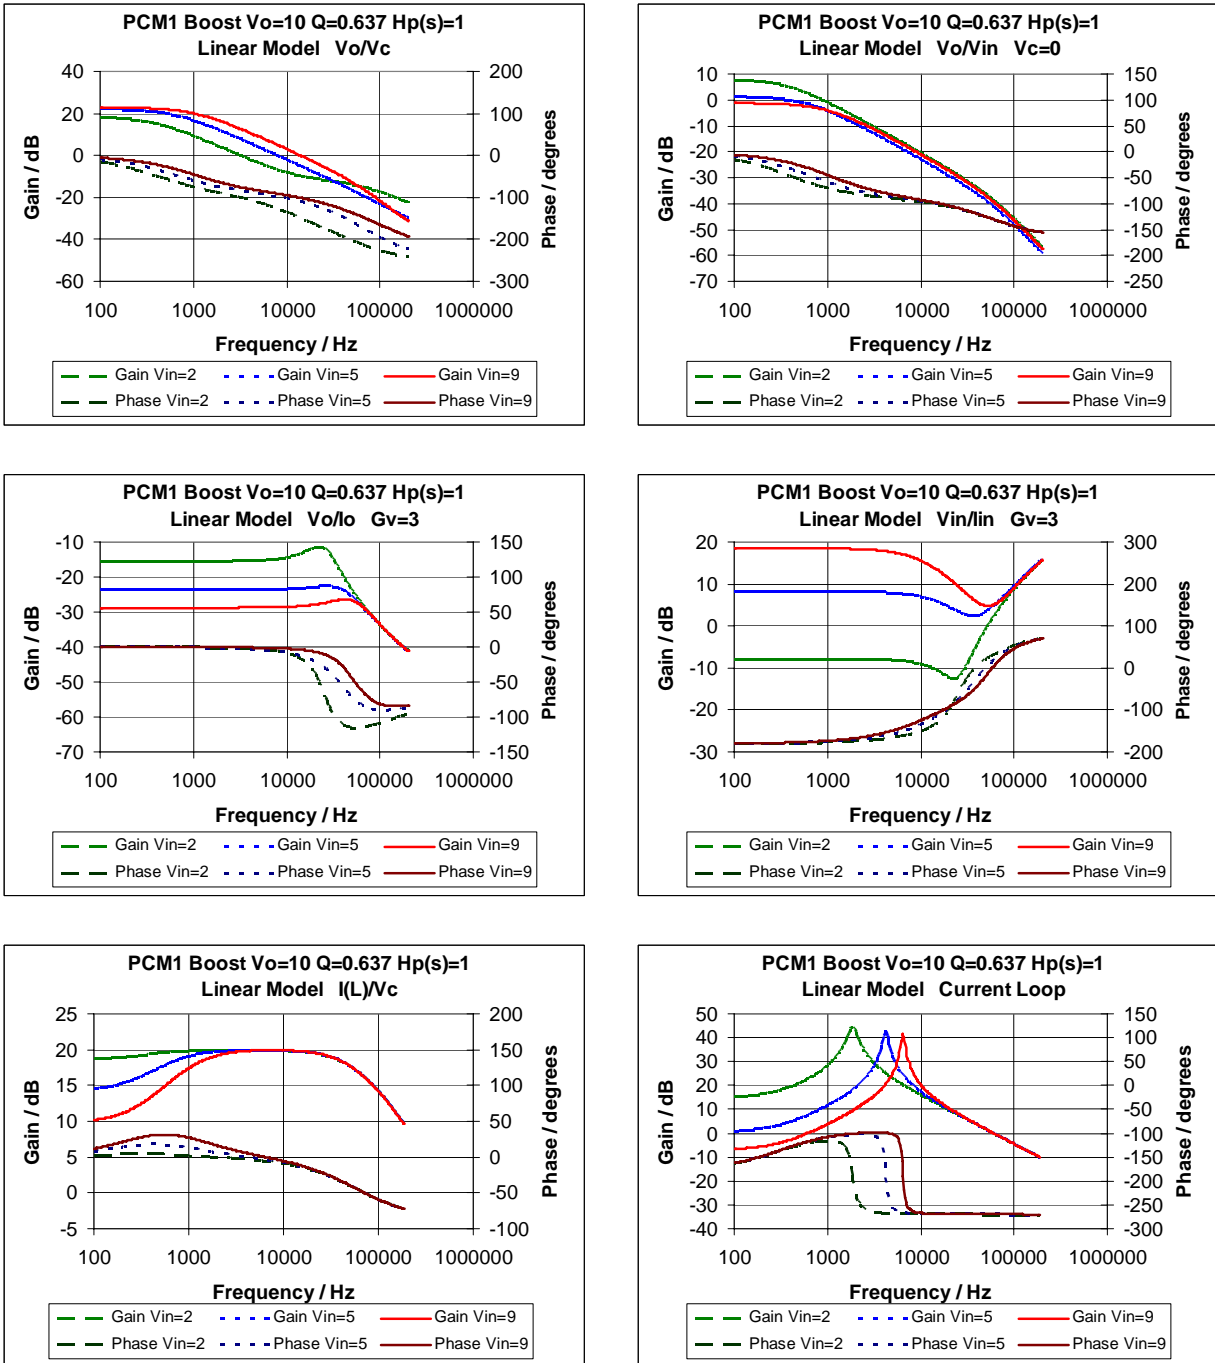 PCM1 Boost Vo=10 Q=0.637 Hp(s)=1
Linear Model Vo/Vc
40
20
0
-20
-40
-60
200
100
0
-100
-200
-300
Gain / dB
Phase / degrees
100 1000 10000 100000 1000000
Frequency / Hz
Gain Vin=2 Gain Vin=5 Gain Vin=9
Phase Vin=2 Phase Vin=5 Phase Vin=9
PCM1 Boost Vo=10 Q=0.637 Hp(s)=1
Linear Model Vo/Vin Vc=0
10
0
-10
-20
-30
-40
-50
-60
-70
150
100
50
0
-50
-100
-150
-200
-250
Gain / dB
Phase / degrees
100 1000 10000 100000 1000000
Frequency / Hz
Gain Vin=2 Gain Vin=5 Gain Vin=9
Phase Vin=2 Phase Vin=5 Phase Vin=9
PCM1 Boost Vo=10 Q=0.637 Hp(s)=1
Linear Model Vo/Io Gv=3
-10
-20
-30
-40
-50
-60
-70
150
100
50
0
-50
-100
-150
Gain / dB
Phase / degrees
100 1000 10000 100000 1000000
Frequency / Hz
Gain Vin=2 Gain Vin=5 Gain Vin=9
Phase Vin=2 Phase Vin=5 Phase Vin=9
PCM1 Boost Vo=10 Q=0.637 Hp(s)=1
Linear Model Vin/Iin Gv=3
20
10
0
-10
-20
-30
300
200
100
0
-100
-200
Gain / dB
Phase / degrees
100 1000 10000 100000 1000000
Frequency / Hz
Gain Vin=2 Gain Vin=5 Gain Vin=9
Phase Vin=2 Phase Vin=5 Phase Vin=9
PCM1 Boost Vo=10 Q=0.637 Hp(s)=1
Linear Model I(L)/Vc
25
20
15
10
5
0
-5
200
150
100
50
0
-50
-100
Gain / dB
Phase / degrees
100 1000 10000 100000 1000000
Frequency / Hz
Gain Vin=2 Gain Vin=5 Gain Vin=9
Phase Vin=2 Phase Vin=5 Phase Vin=9
PCM1 Boost Vo=10 Q=0.637 Hp(s)=1
Linear Model Current Loop
50
40
30
20
10
0
-10
-20
-30
-40
150
100
50
0
-50
-100
-150
-200
-250
-300
Gain / dB
Phase / degrees
100 1000 10000 100000 1000000
Frequency / Hz
Gain Vin=2 Gain Vin=5 Gain Vin=9
Phase Vin=2 Phase Vin=5 Phase Vin=9